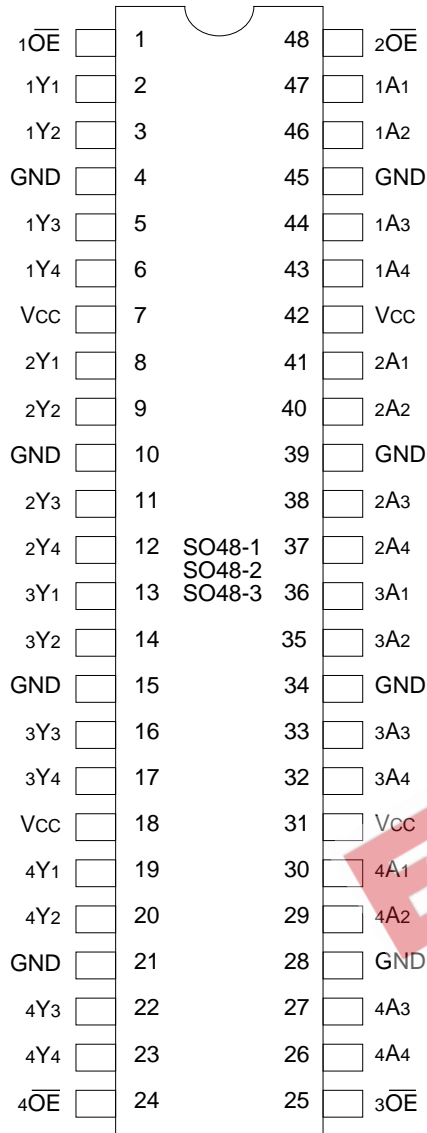 1OE 1 48 2OE
1Y1 2 47 1A1
1Y2 3 46 1A2
GND 4 45 GND
1Y3 5 44 1A3
1Y4 6 43 1A4
VCC 7 42 VCC
2Y1 8 41 2A1
2Y2 9 40 2A2
GND 10 39 GND
2Y3 11 38 2A3
2Y4 12 SO48-1 37 2A4
SO48-2
3Y1 13 SO48-3 36 3A1
3Y2 14 35 3A2
GND 15 34 GND
3Y3 16 33 3A3
3Y4 17 32 3A4
VCC 18 31 VCC
4Y1 19 30 4A1
4Y2 20 29 4A2
GND 21 28 GND
4Y3 22 27 4A3
4Y4 23 26 4A4
4OE 24 25 3OE